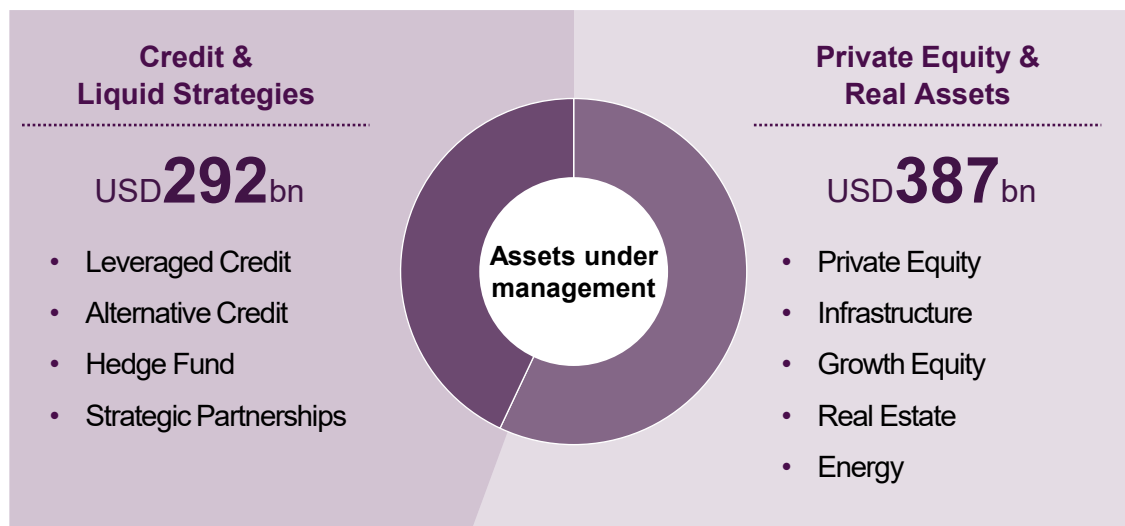 Credit &
Liquid Strategies
USD292bn
• Leveraged Credit
• Alternative Credit
• Hedge Fund
• Strategic Partnerships
Assets under
management
Private Equity &
Real Assets
USD387bn
• Private Equity
• Infrastructure
• Growth Equity
• Real Estate
• Energy